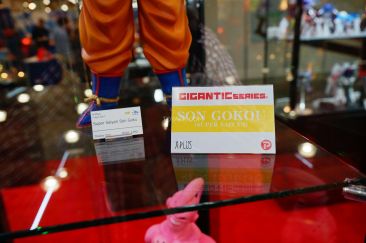 GIGANTIC SERIES.
SON GOKOU
(SUPER SAIYAN)
X-PLUS
Super Saiyan Son Goku